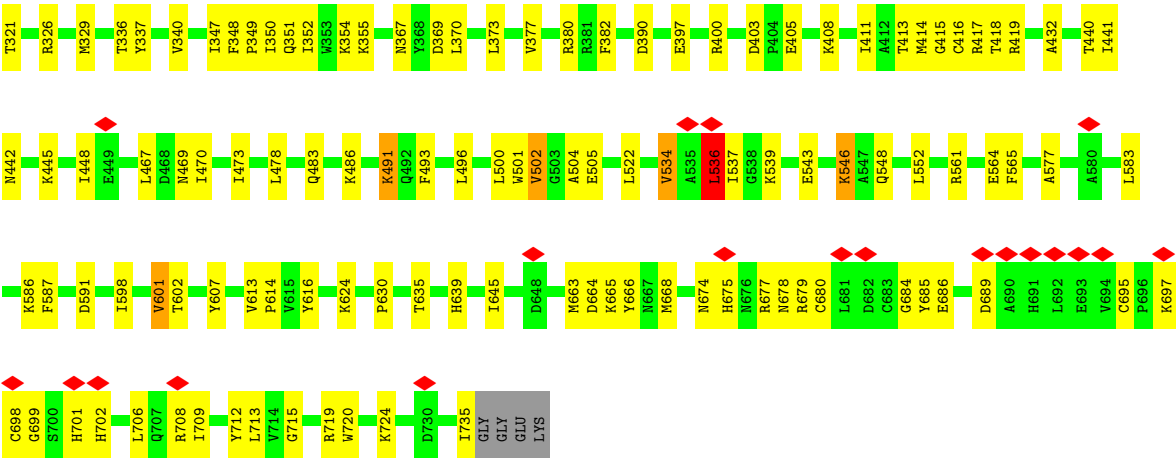 T321 R326 M329 T336 Y337 V340 I347 F348 P349 I350 Q351 I352 W353 K354 K355 N367 Y368 D369 L370 L373 V377 R380 R381 F382 D390 E397 R400 D403 P404 E405 K408 I411 A412 T413 M414 G415 C416 R417 T418 R419 A432 T440 I441
N442 K445 I448 E449 L467 D468 N469 I470 I473 L478 Q483 K486 K491 Q492 F493 L496 L500 W501 V502 G503 A504 E505 L522 V534 A535 L536 I537 G538 K539 E543 K546 A547 Q548 L552 R561 E564 F565 A577 A580 L583
K586 F587 D591 I598 V601 T602 Y607 V613 P614 V615 Y616 K624 P630 T635 H639 I645 D648 M663 D664 K665 Y666 N667 M668 N674 H675 N676 R677 N678 R679 C680 L681 D682 C683 G684 Y685 E686 D689 A690 H691 L692 E693 V694 C695 P696 K697
C698 G699 S700 H701 H702 L706 Q707 R708 I709 Y712 L713 V714 G715 R719 W720 K724 D730 I735 GLY GLY GLU LYS